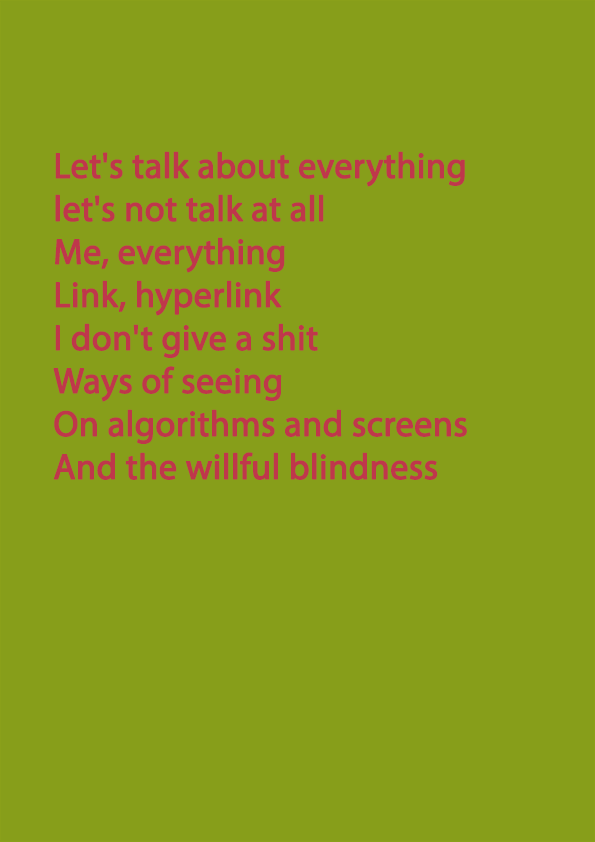 Let's talk about everything
let's not talk at all
Me, everything
Link, hyperlink
I don't give a shit
Ways of seeing
On algorithms and screens
And the willful blindness